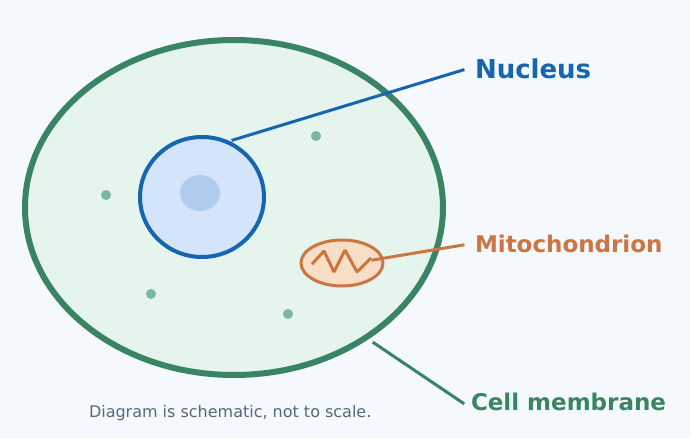 Nucleus
Mitochondrion
Cell membrane
Diagram is schematic, not to scale.